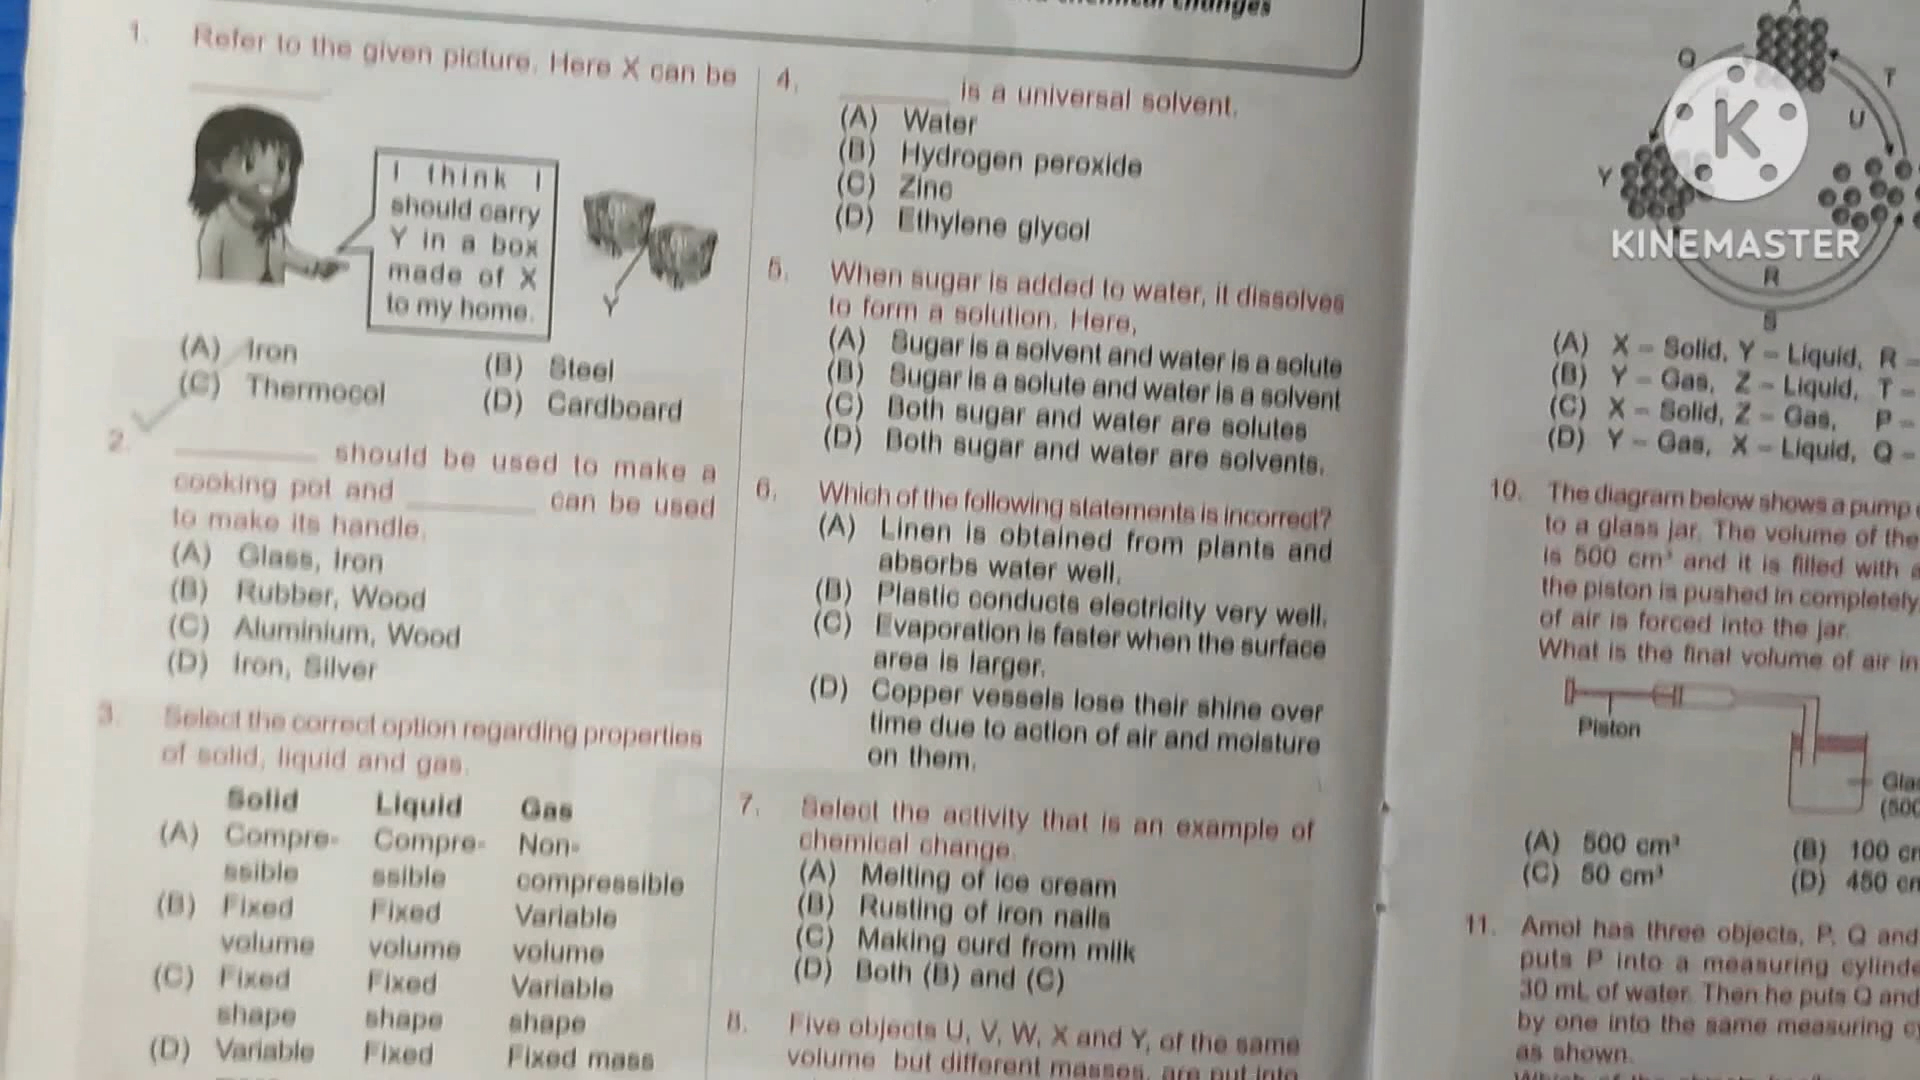 chemical changes
1. Refer to the given picture. Here X can be
________
I think I
should carry
Y in a box
made of X
to my home.
Y
(A) Iron
(B) Steel
(C) Thermocol
(D) Cardboard
2. ________ should be used to make a
cooking pot and ________ can be used
to make its handle.
(A) Glass, Iron
(B) Rubber, Wood
(C) Aluminium, Wood
(D) Iron, Silver
3. Select the correct option regarding properties
of solid, liquid and gas.
Solid Liquid Gas
(A) Compre- Compre- Non-
ssible ssible compressible
(B) Fixed Fixed Variable
volume volume volume
(C) Fixed Fixed Variable
shape shape shape
(D) Variable Fixed Fixed mass
4. ________ is a universal solvent.
(A) Water
(B) Hydrogen peroxide
(C) Zinc
(D) Ethylene glycol
5. When sugar is added to water, it dissolves
to form a solution. Here,
(A) Sugar is a solvent and water is a solute
(B) Sugar is a solute and water is a solvent
(C) Both sugar and water are solutes
(D) Both sugar and water are solvents.
6. Which of the following statements is incorrect?
(A) Linen is obtained from plants and
absorbs water well.
(B) Plastic conducts electricity very well.
(C) Evaporation is faster when the surface
area is larger.
(D) Copper vessels lose their shine over
time due to action of air and moisture
on them.
7. Select the activity that is an example of
chemical change.
(A) Melting of ice cream
(B) Rusting of iron nails
(C) Making curd from milk
(D) Both (B) and (C)
8. Five objects U, V, W, X and Y, of the same
volume but different masses, are put into
Q
T
U
Y
K
KINEMASTER
R
S
(A) X – Solid, Y – Liquid, R –
(B) Y – Gas, Z – Liquid, T –
(C) X – Solid, Z – Gas, P –
(D) Y – Gas, X – Liquid, Q –
10. The diagram below shows a pump
to a glass jar. The volume of the
is 500 cm³ and it is filled with
the piston is pushed in completely
of air is forced into the jar.
What is the final volume of air in
Piston
(A) 500 cm³
(B) 100
(C) 50 cm³
(D) 450
11. Amol has three objects, P, Q and
puts P into a measuring
30 mL of water. Then he puts Q and
by one into the same measuring
as shown.